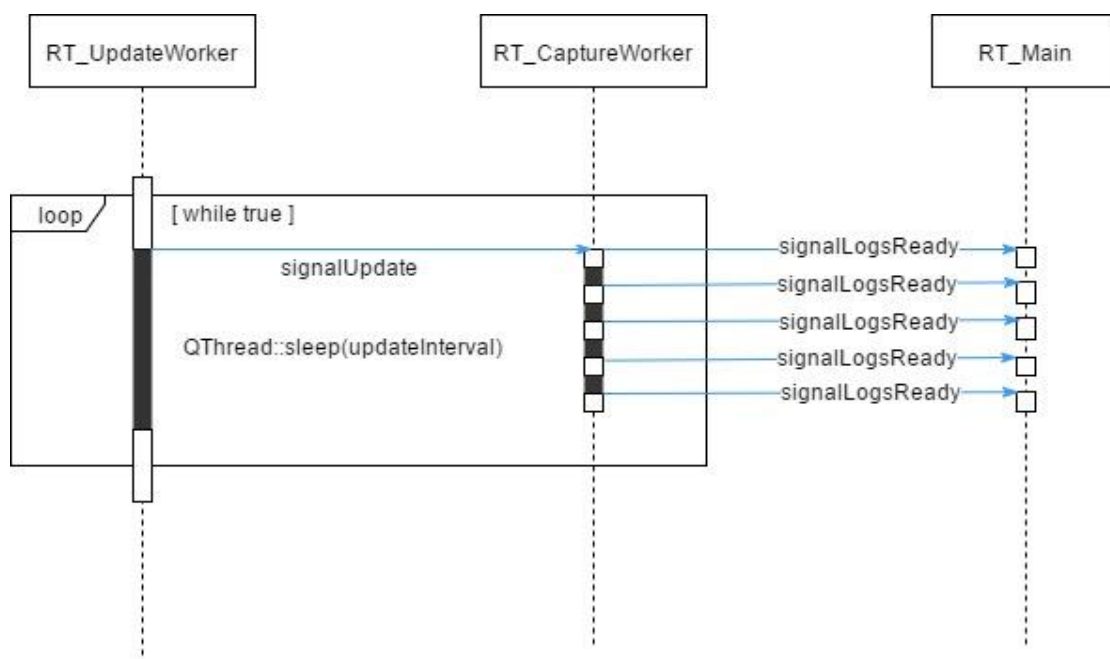 RT_UpdateWorker
RT_CaptureWorker
RT_Main
loop
[ while true ]
signalLogsReady
signalUpdate
signalLogsReady
signalLogsReady
QThread::sleep(updateInterval)
signalLogsReady
signalLogsReady